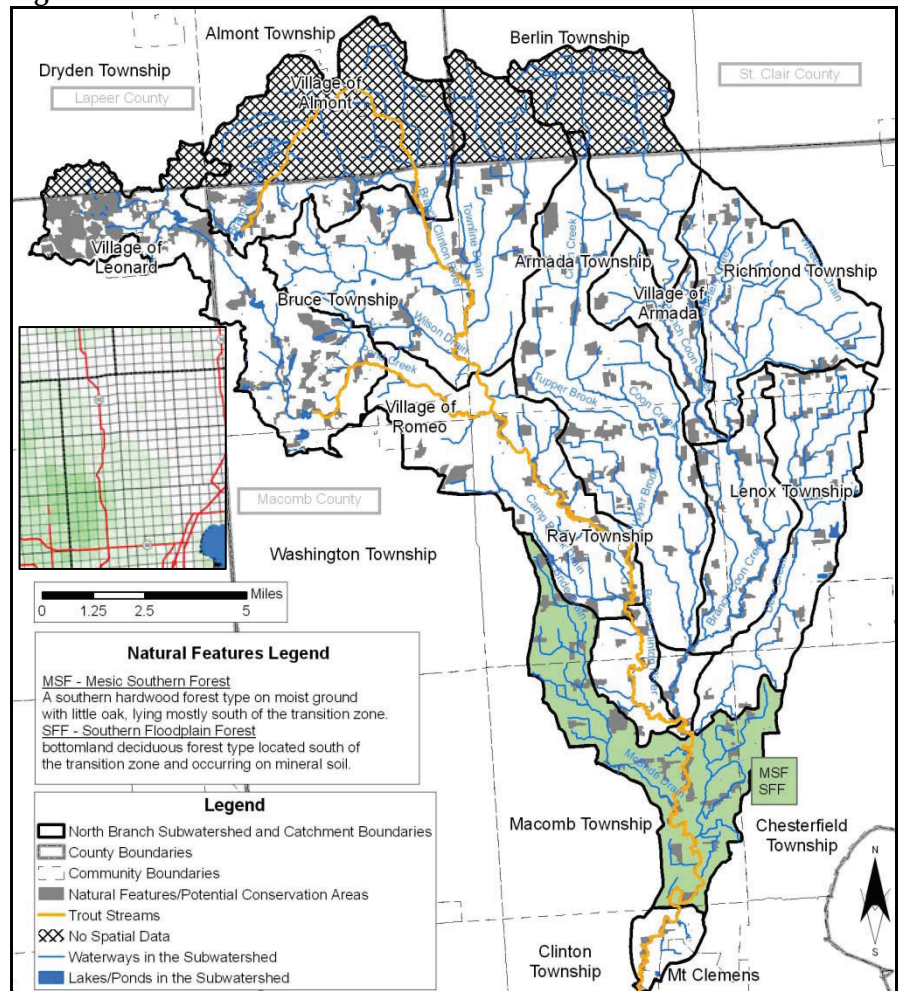 Almont Township
Berlin Township
Dryden Township
St. Clair County
Lapeer County
Village of
Almont
Village of
Leonard
Branch Clinton River
Townline Drain
Armada Township
Richmond Township
Village of
Armada
Bruce Township
Wilson Drain
Creek
Tupper Brook
Coon Creek
Village of
Romeo
Lenox Township
Macomb County
Ray Township
Washington Township
Branch Coon Creek
0 1.25 2.5 5 Miles
Natural Features Legend
MSF - Mesic Southern Forest
A southern hardwood forest type on moist ground
with little oak, lying mostly south of the transition zone.
SFF - Southern Floodplain Forest
bottomland deciduous forest type located south of
the transition zone and occurring on mineral soil.
McBride Drain
MSF
SFF
Macomb Township
Chesterfield
Township
Legend
North Branch Subwatershed and Catchment Boundaries
County Boundaries
Community Boundaries
Natural Features/Potential Conservation Areas
Trout Streams
No Spatial Data
Waterways in the Subwatershed
Lakes/Ponds in the Subwatershed
N
S
Clinton
Township
Mt Clemens